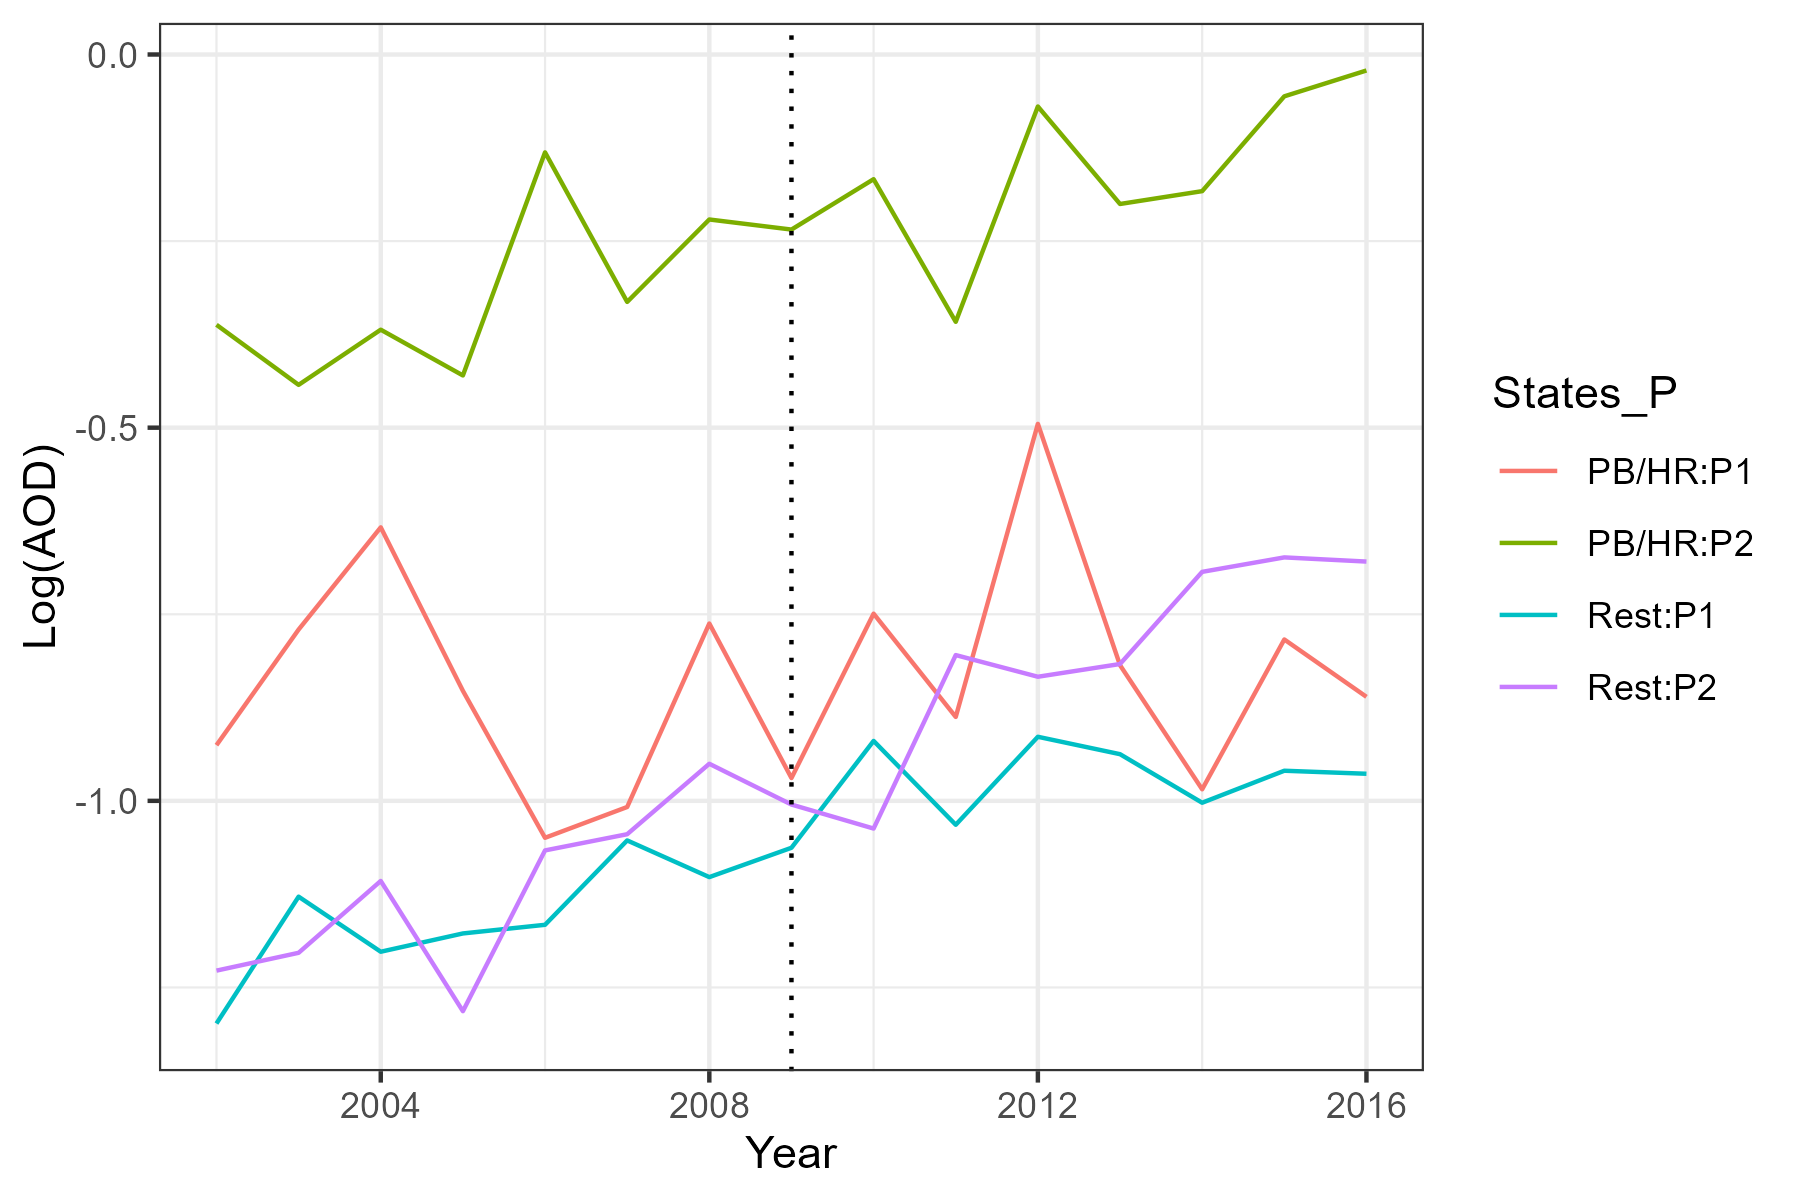 0.0
-0.5
-1.0
Log(AOD)
2004
2008
2012
2016
Year
States_P
PB/HR:P1
PB/HR:P2
Rest:P1
Rest:P2